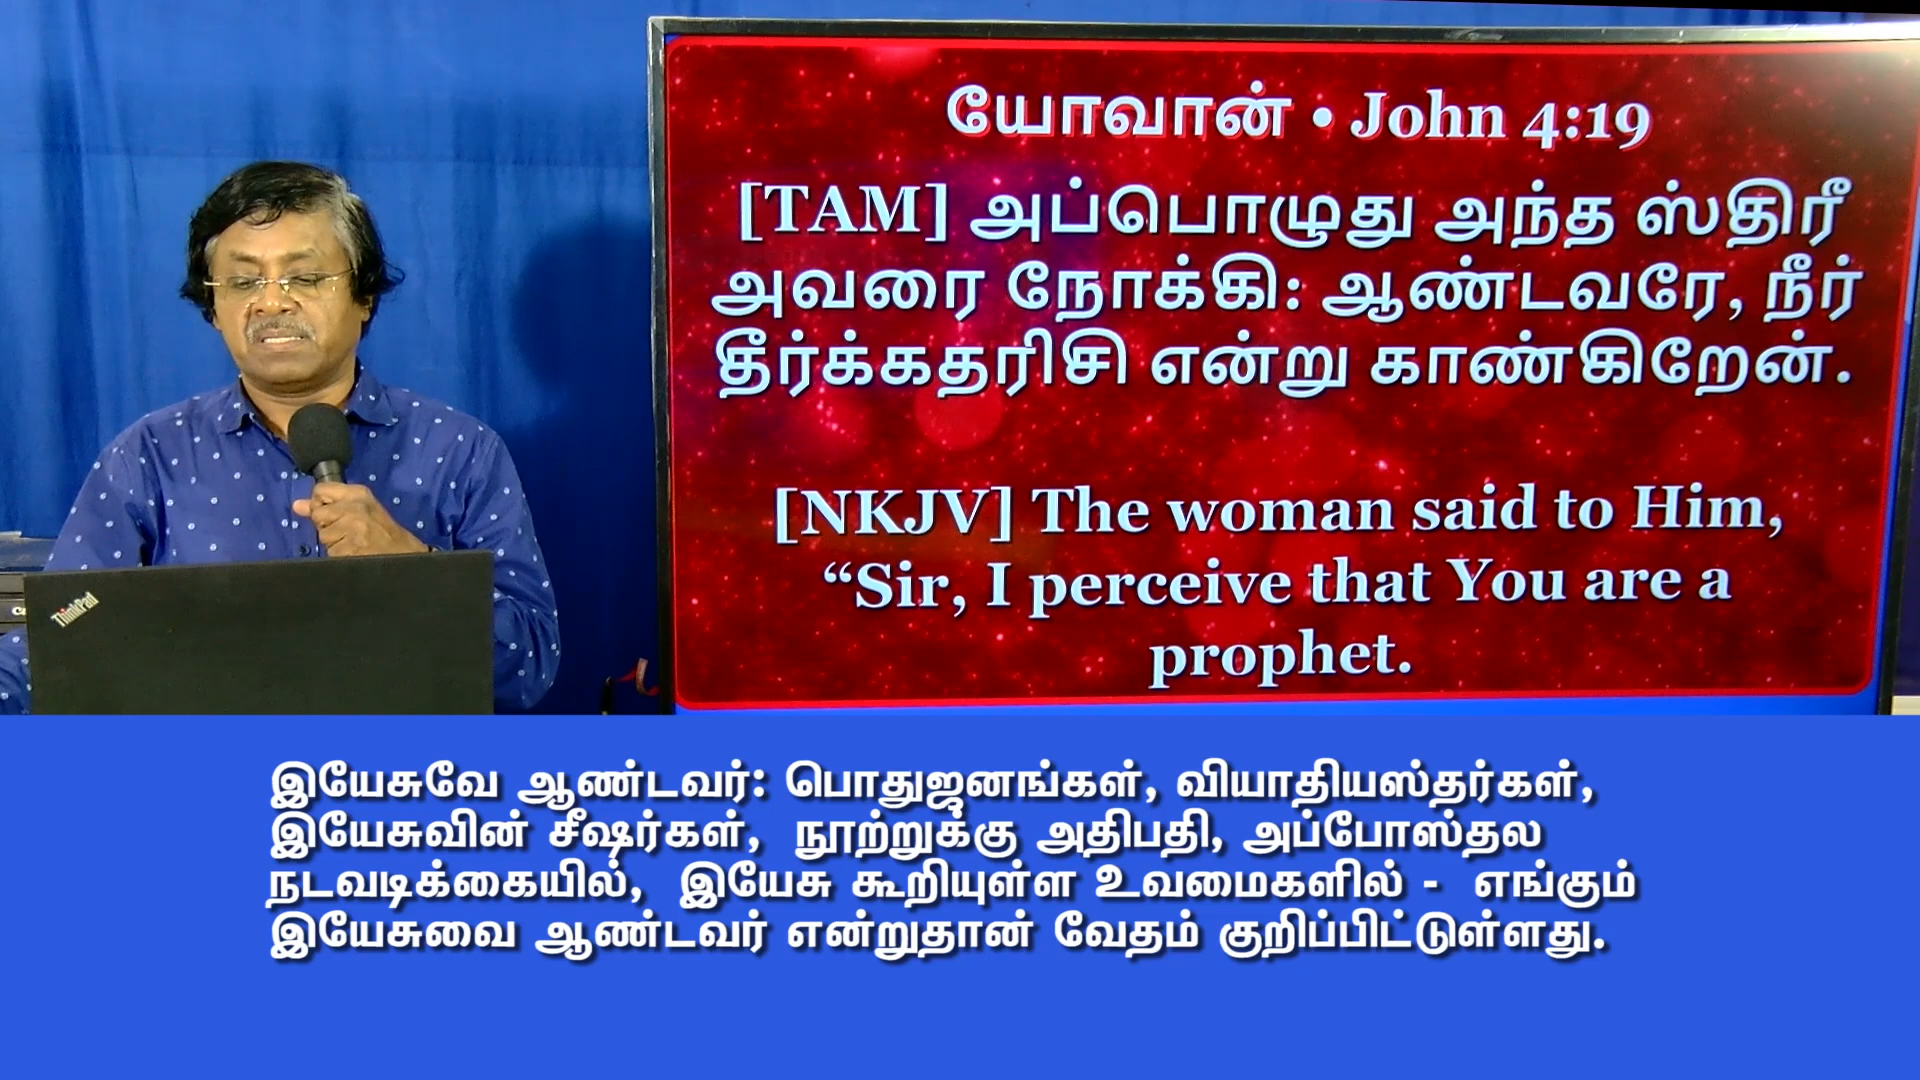 யோவான் • John 4:19
[TAM] அப்பொழுது அந்த ஸ்திரீ
அவரை நோக்கி: ஆண்டவரே, நீர்
தீர்க்கதரிசி என்று காண்கிறேன்.
[NKJV] The woman said to Him,
“Sir, I perceive that You are a
prophet.
ThinkPad
இயேசுவே ஆண்டவர்: பொதுஜனங்கள், வியாதியஸ்தர்கள்,
இயேசுவின் சீஷர்கள், நூற்றுக்கு அதிபதி, அப்போஸ்தல
நடவடிக்கையில், இயேசு கூறியுள்ள உவமைகளில் - எங்கும்
இயேசுவை ஆண்டவர் என்றுதான் வேதம் குறிப்பிட்டுள்ளது.